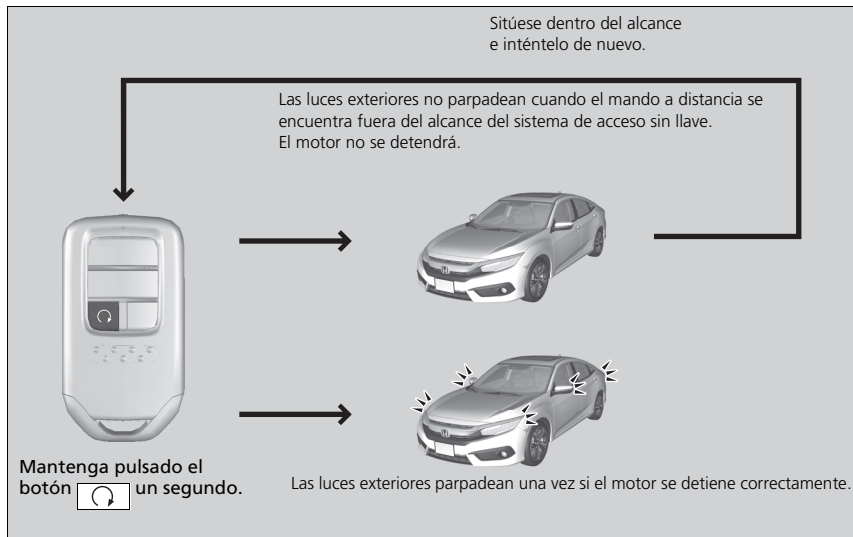 Sitúese dentro del alcance
e inténtelo de nuevo.
Las luces exteriores no parpadean cuando el mando a distancia se
encuentra fuera del alcance del sistema de acceso sin llave.
El motor no se detendrá.
Mantenga pulsado el
botón un segundo.
Las luces exteriores parpadean una vez si el motor se detiene correctamente.